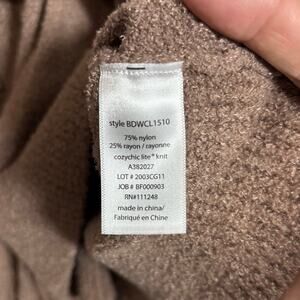 style BDWCL1510
75% nylon
25% rayon / rayonne
cozychic lite® knit
A382027
LOT # 2003CG11
JOB # BF000903
RN#111248
made in china/
Fabriqué en Chine